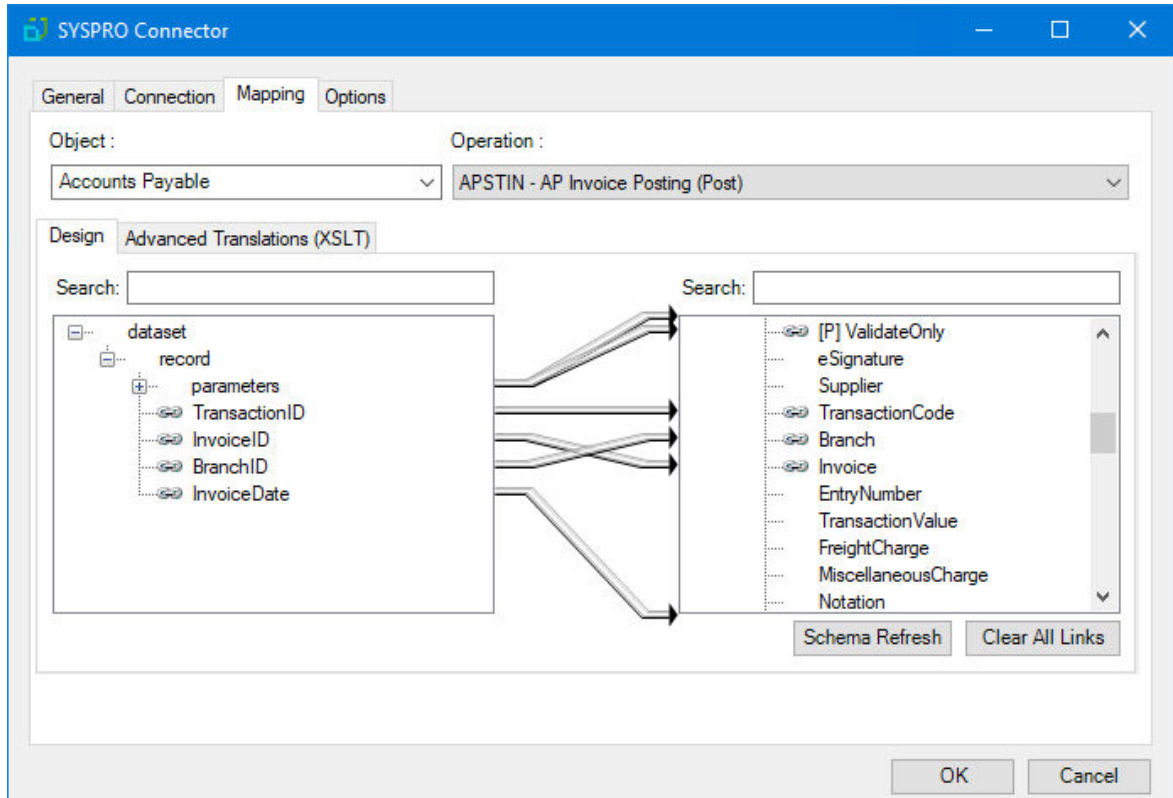 SYSPRO Connector
General Connection Mapping Options
Object : Operation :
Accounts Payable APSTIN - AP Invoice Posting (Post)
Design Advanced Translations (XSLT)
Search: Search:
dataset [P] ValidateOnly
record eSignature
parameters Supplier
TransactionID TransactionCode
InvoiceID Branch
BranchID Invoice
InvoiceDate EntryNumber
TransactionValue
FreightCharge
MiscellaneousCharge
Notation
Schema Refresh Clear All Links
OK Cancel